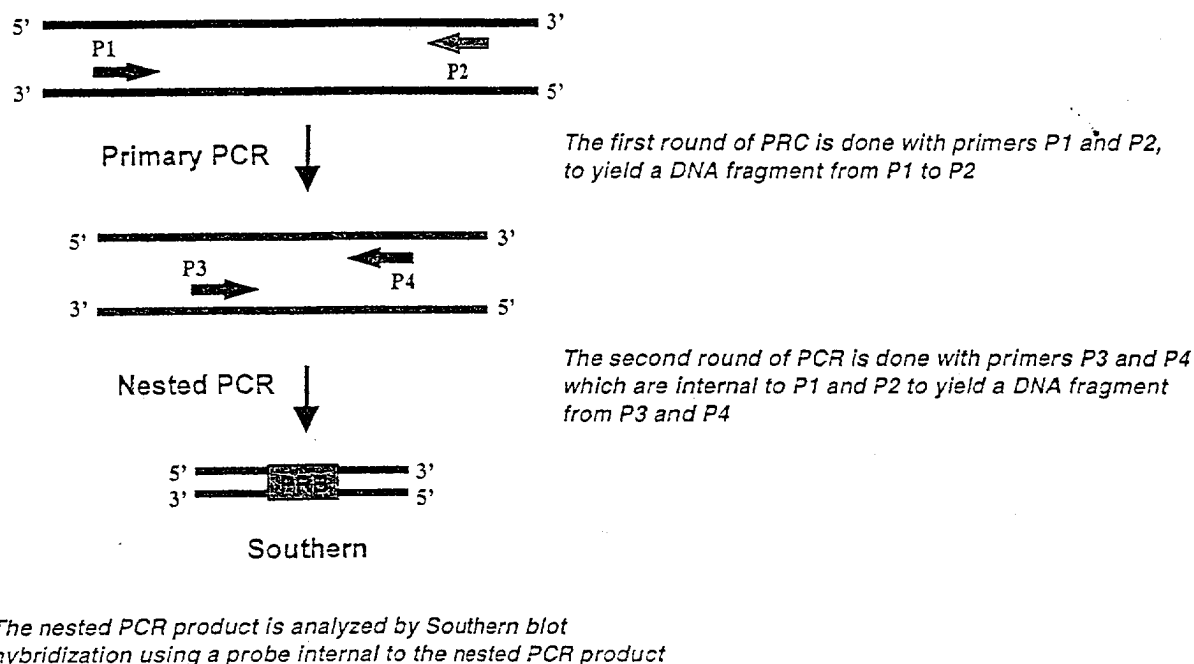 5' 3'
P1
P2
3' 5'
Primary PCR
The first round of PRC is done with primers P1 and P2,
to yield a DNA fragment from P1 to P2
5' 3'
P3
P4
3' 5'
Nested PCR
The second round of PCR is done with primers P3 and P4
which are internal to P1 and P2 to yield a DNA fragment
from P3 and P4
5' 3'
PRB
3' 5'
Southern
The nested PCR product is analyzed by Southern blot
hybridization using a probe internal to the nested PCR product